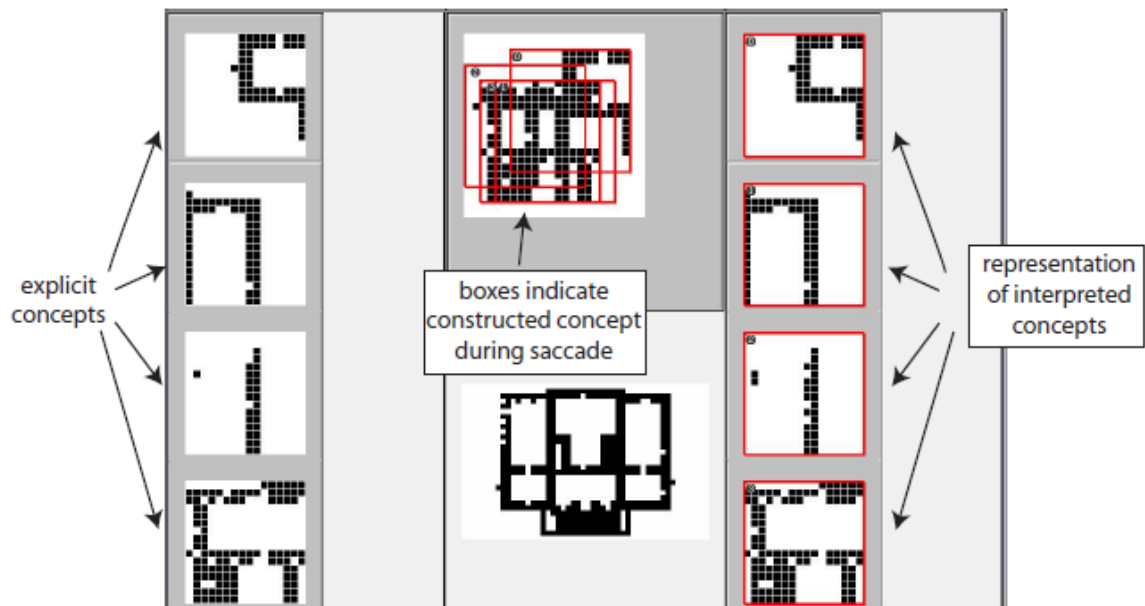 explicit
concepts
boxes indicate
constructed concept
during saccade
representation
of interpreted
concepts